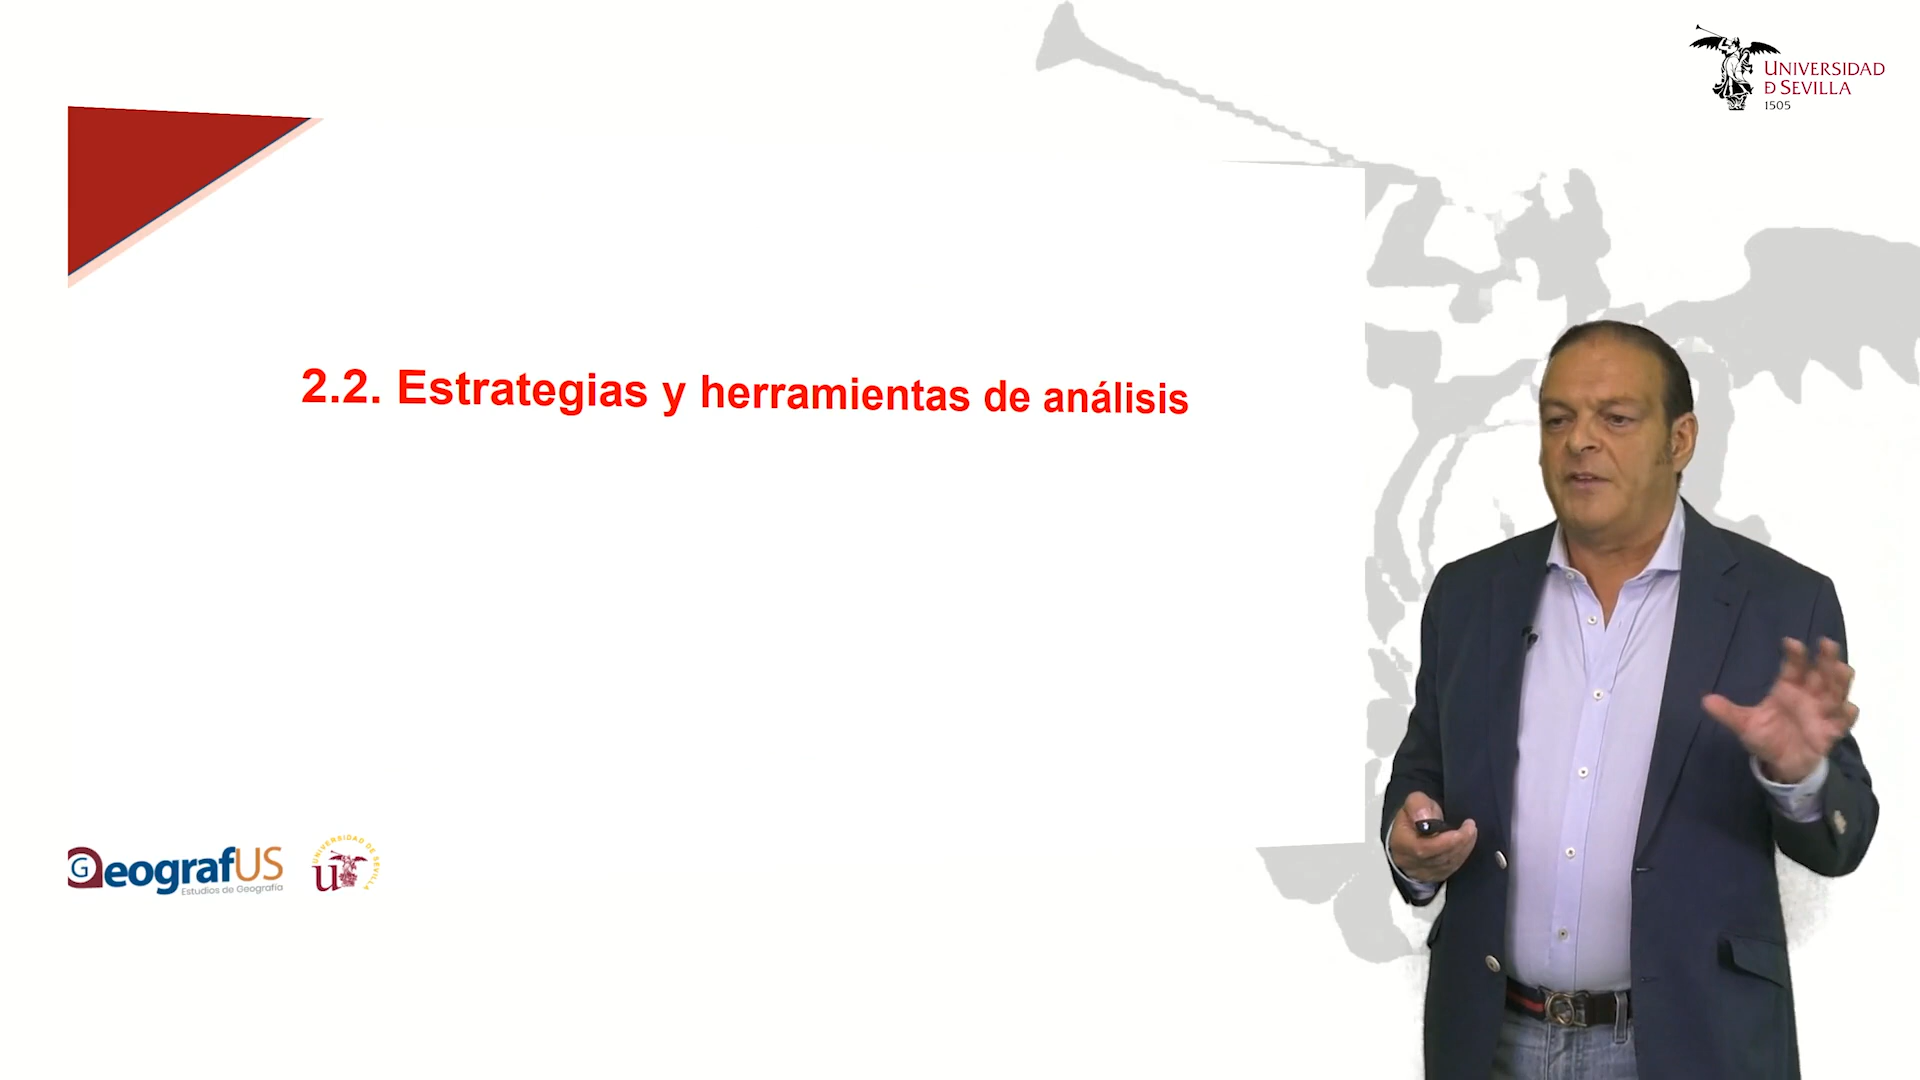 UNIVERSIDAD
Ð SEVILLA
1505
2.2. Estrategias y herramientas de análisis
G
GeografUS
Estudios de Geografía
UNIVERSIDAD DE SEVILLA
u